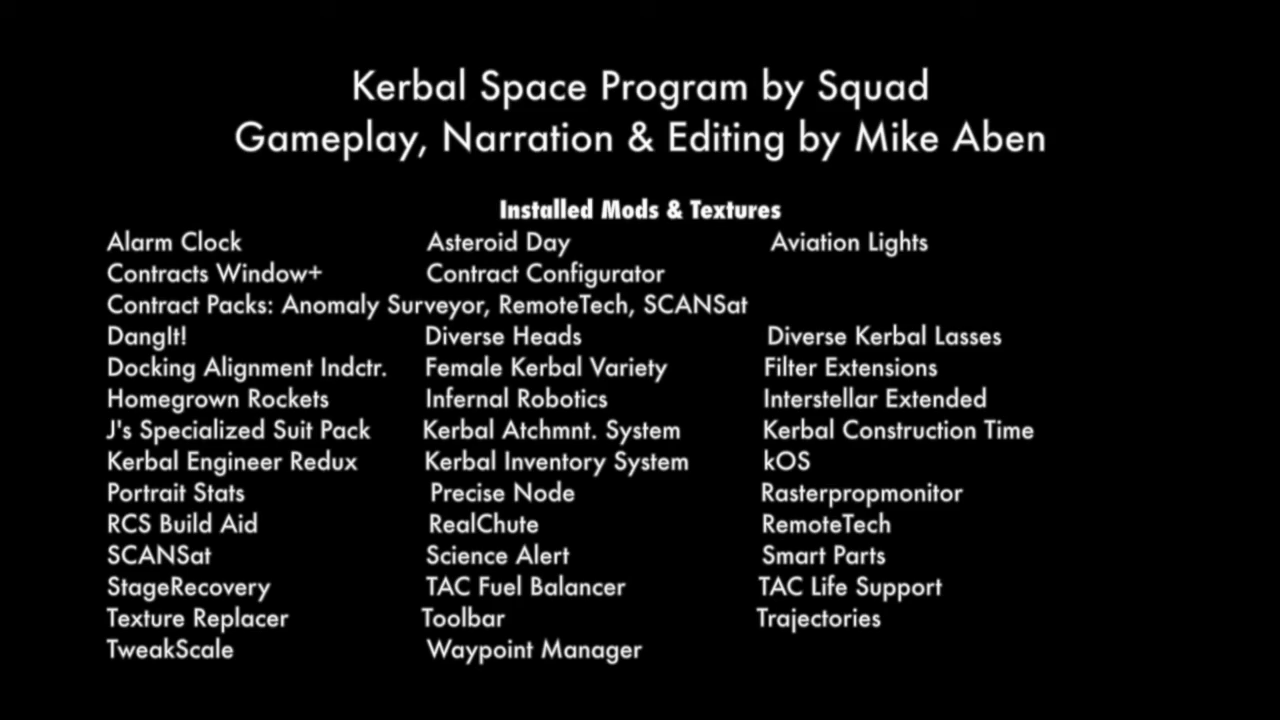 Kerbal Space Program by Squad
Gameplay, Narration & Editing by Mike Aben
Installed Mods & Textures
Alarm Clock Asteroid Day Aviation Lights
Contracts Window+ Contract Configurator
Contract Packs: Anomaly Surveyor, RemoteTech, SCANSat
DangIt! Diverse Heads Diverse Kerbal Lasses
Docking Alignment Indctr. Female Kerbal Variety Filter Extensions
Homegrown Rockets Infernal Robotics Interstellar Extended
J's Specialized Suit Pack Kerbal Atchmnt. System Kerbal Construction Time
Kerbal Engineer Redux Kerbal Inventory System kOS
Portrait Stats Precise Node Rasterpropmonitor
RCS Build Aid RealChute RemoteTech
SCANSat Science Alert Smart Parts
StageRecovery TAC Fuel Balancer TAC Life Support
Texture Replacer Toolbar Trajectories
TweakScale Waypoint Manager